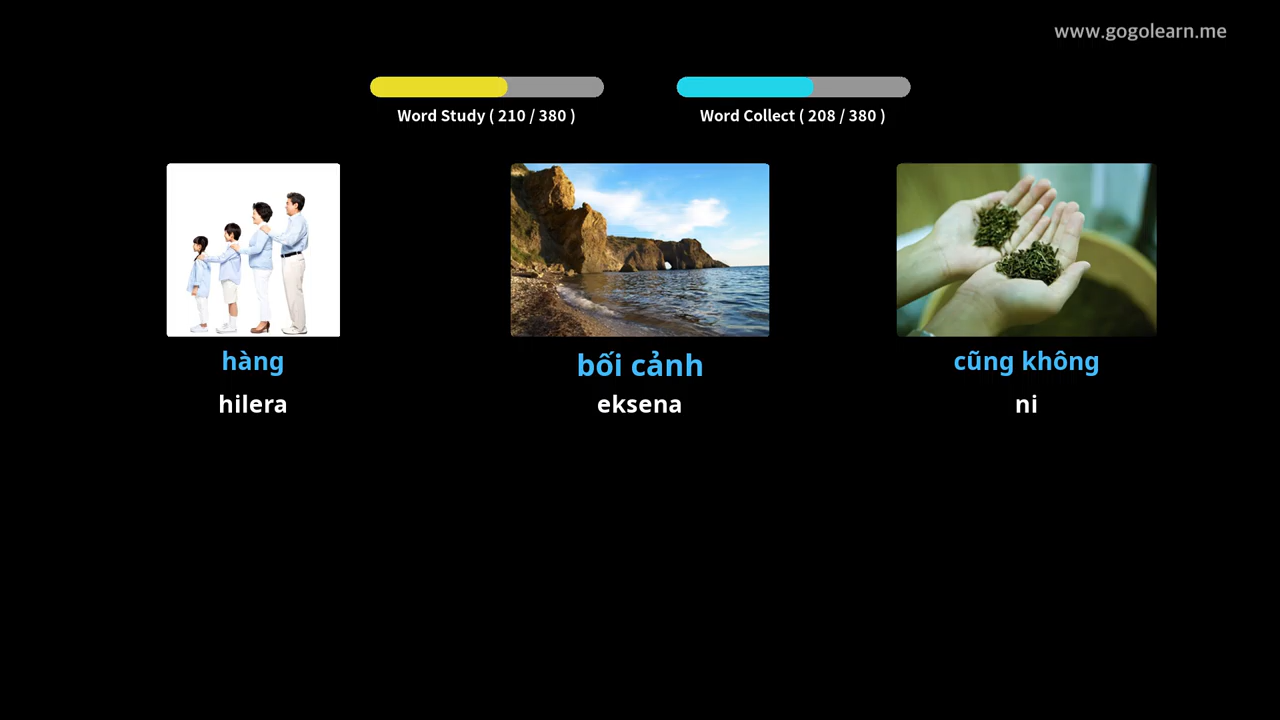 www.gogolearn.me
Word Study ( 210 / 380 )
Word Collect ( 208 / 380 )
hàng
bối cảnh
cũng không
hilera
eksena
ni